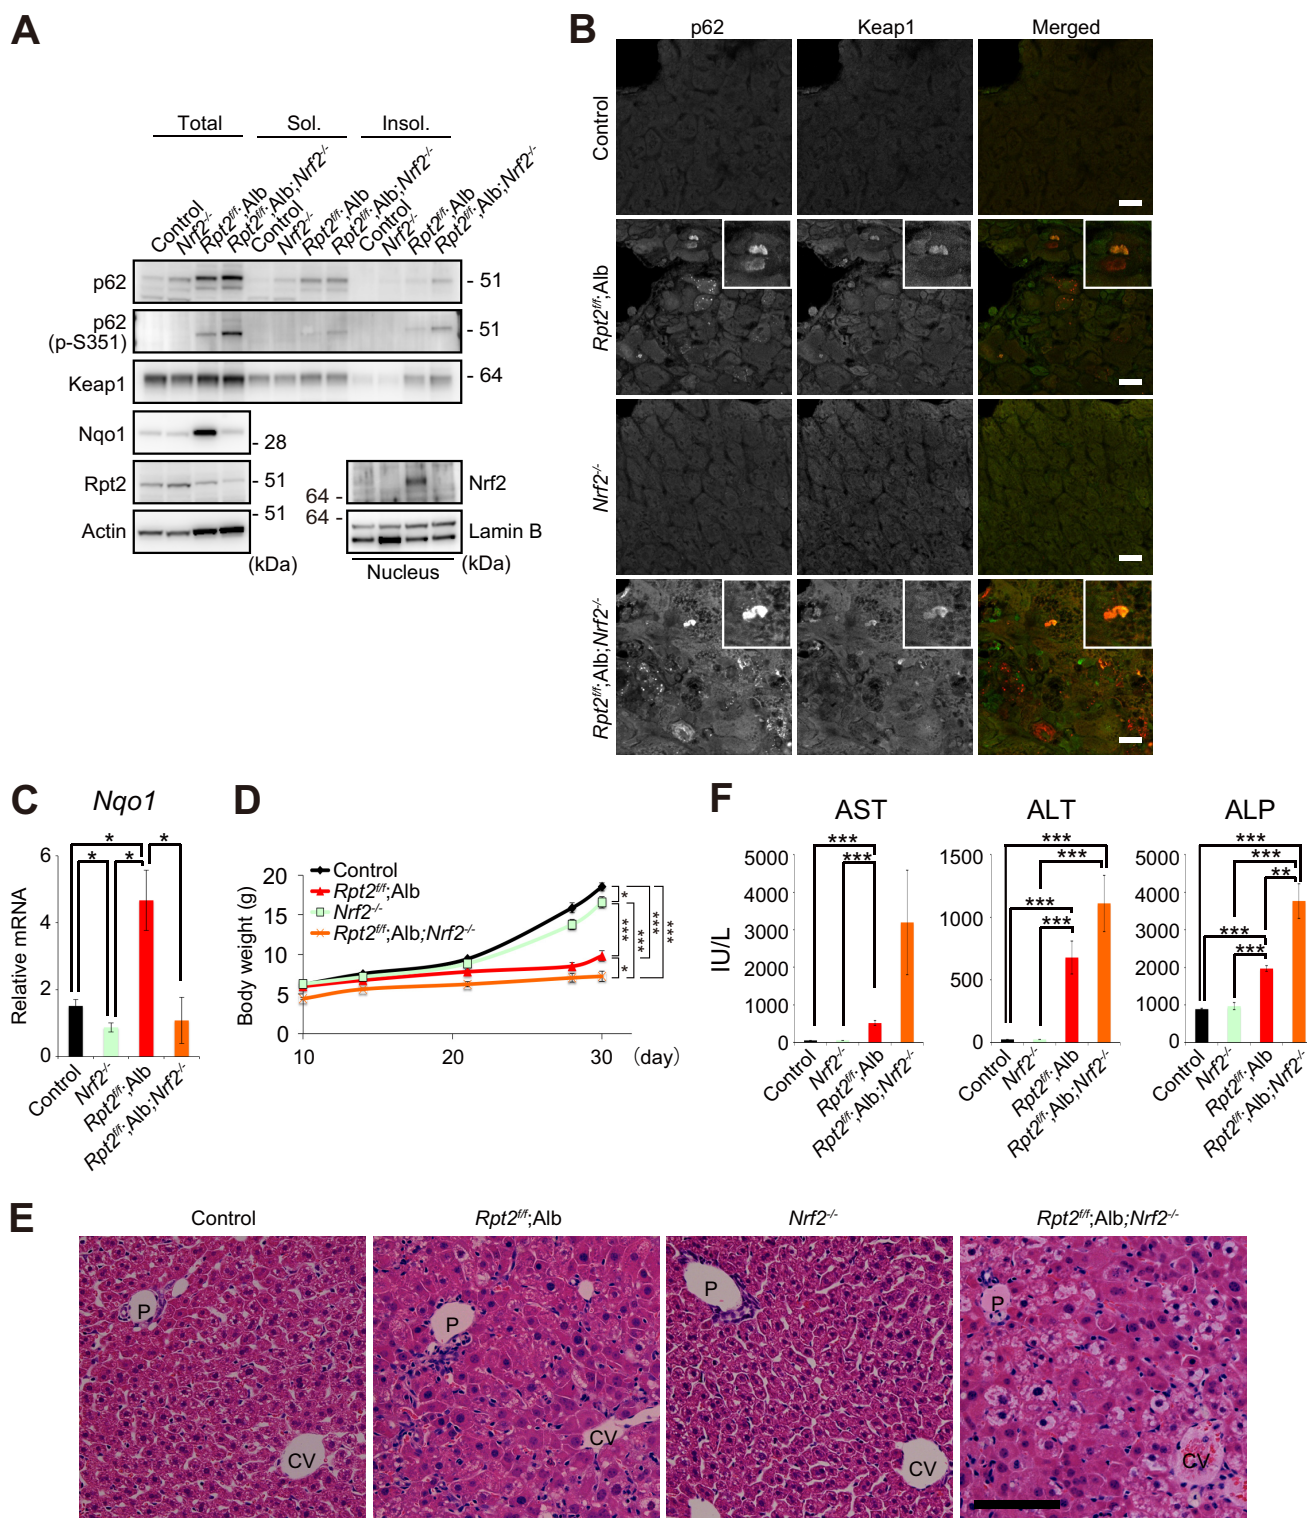 A
Total Sol. Insol.
Control Nrf2-/- Rpt2f/f;Alb Rpt2f/f;Alb;Nrf2-/- Control Nrf2-/- Rpt2f/f;Alb Rpt2f/f;Alb;Nrf2-/- Control Nrf2-/- Rpt2f/f;Alb Rpt2f/f;Alb;Nrf2-/-
p62 - 51
p62 (p-S351) - 51
Keap1 - 64
Nqo1 - 28
Rpt2 - 51
Actin - 51
(kDa)
64 - Nrf2
64 - Lamin B
Nucleus (kDa)
B
p62 Keap1 Merged
Control
Rpt2f/f;Alb
Nrf2-/-
Rpt2f/f;Alb;Nrf2-/-
C
Nqo1
Relative mRNA
6
4
2
0
* * * *
Control Nrf2-/- Rpt2f/f;Alb Rpt2f/f;Alb;Nrf2-/-
D
Body weight (g)
20
15
10
5
0
10 20 30 (day)
Control
Rpt2f/f;Alb
Nrf2-/-
Rpt2f/f;Alb;Nrf2-/-
* *** * *** *** ***
F
AST
IU/L
5000
4000
3000
2000
1000
0
***
***
Control Nrf2-/- Rpt2f/f;Alb Rpt2f/f;Alb;Nrf2-/-
ALT
1500
1000
500
0
***
***
***
***
Control Nrf2-/- Rpt2f/f;Alb Rpt2f/f;Alb;Nrf2-/-
ALP
5000
4000
3000
2000
1000
0
***
***
**
***
***
Control Nrf2-/- Rpt2f/f;Alb Rpt2f/f;Alb;Nrf2-/-
E
Control Rpt2f/f;Alb Nrf2-/- Rpt2f/f;Alb;Nrf2-/-
P P P P
CV CV CV CV